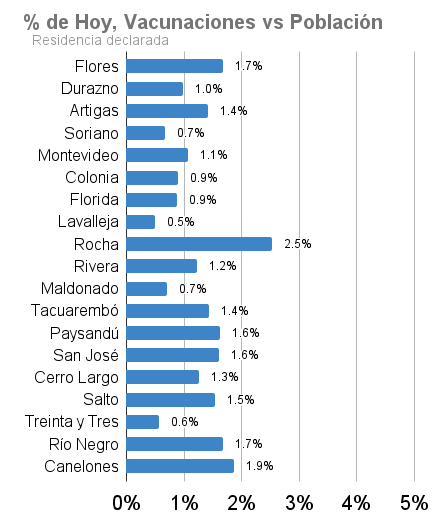 % de Hoy, Vacunaciones vs Población
Residencia declarada
Flores 1.7%
Durazno 1.0%
Artigas 1.4%
Soriano 0.7%
Montevideo 1.1%
Colonia 0.9%
Florida 0.9%
Lavalleja 0.5%
Rocha 2.5%
Rivera 1.2%
Maldonado 0.7%
Tacuarembó 1.4%
Paysandú 1.6%
San José 1.6%
Cerro Largo 1.3%
Salto 1.5%
Treinta y Tres 0.6%
Río Negro 1.7%
Canelones 1.9%
0% 1% 2% 3% 4% 5%